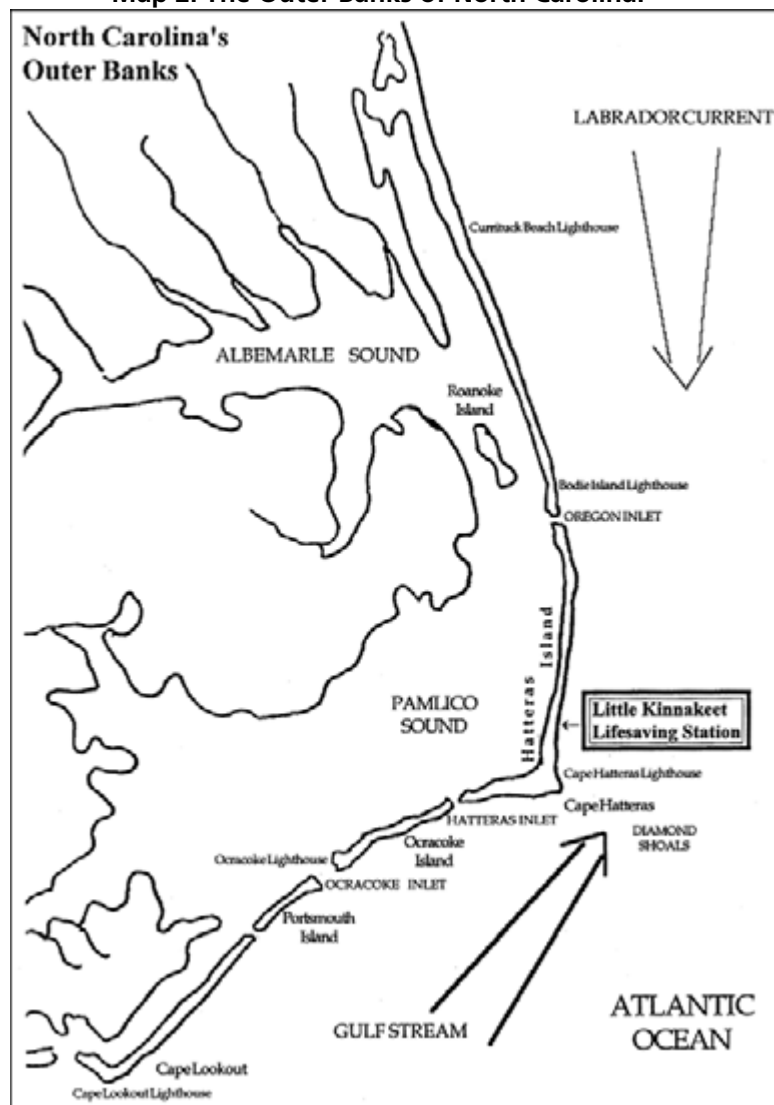 Map 2: The Outer Banks of North Carolina.
North Carolina's
Outer Banks
LABRADOR CURRENT
Currituck Beach Lighthouse
ALBEMARLE SOUND
Roanoke
Island
Bodie Island Lighthouse
OREGON INLET
Hatteras Island
PAMLICO
SOUND
Little Kinnakeet
Lifesaving Station
Cape Hatteras Lighthouse
Cape Hatteras
HATTERAS INLET
DIAMOND
SHOALS
Ocracoke
Island
Ocracoke Lighthouse
OCRACOKE INLET
Portsmouth
Island
GULF STREAM
ATLANTIC
OCEAN
Cape Lookout
Cape Lookout Lighthouse